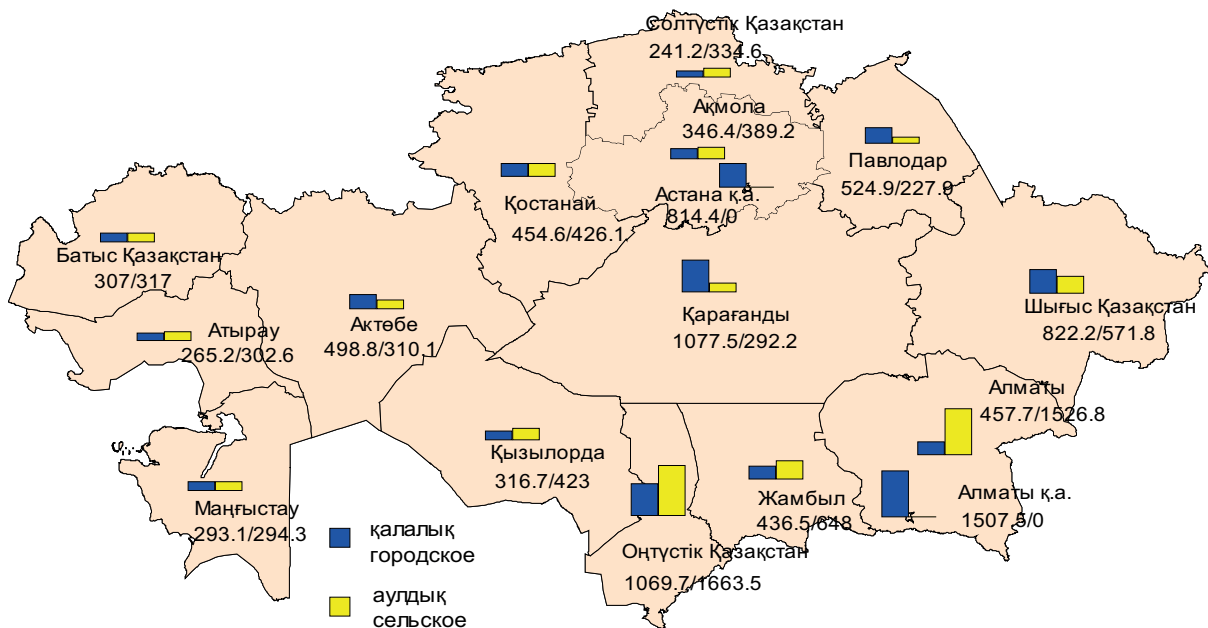 Солтүстік Қазақстан
241.2/334.6
Ақмола
346.4/389.2
Павлодар
524.9/227.9
Қостанай
454.6/426.1
Астана қ.а.
814.4/0
Батыс Қазақстан
307/317
Атырау
265.2/302.6
Актөбе
498.8/310.1
Қарағанды
1077.5/292.2
Шығыс Қазақстан
822.2/571.8
Алматы
457.7/1526.8
Қызылорда
316.7/423
Маңғыстау
293.1/294.3
Жамбыл
436.5/648
Алматы қ.а.
1507.5/0
Оңтүстік Қазақстан
1069.7/1663.5
қалалық
городское
аулдық
сельское